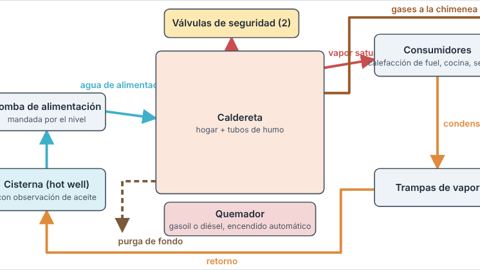 gases a la chimenea
Válvulas de seguridad (2)
vapor satu
Consumidores
calefacción de fuel, cocina, se
agua de alimentac
omba de alimentación
mandada por el nivel
Caldereta
hogar + tubos de humo
condens
Cisterna (hot well)
con observación de aceite
Trampas de vapor
Quemador
gasoil o diésel, encendido automático
purga de fondo
retorno